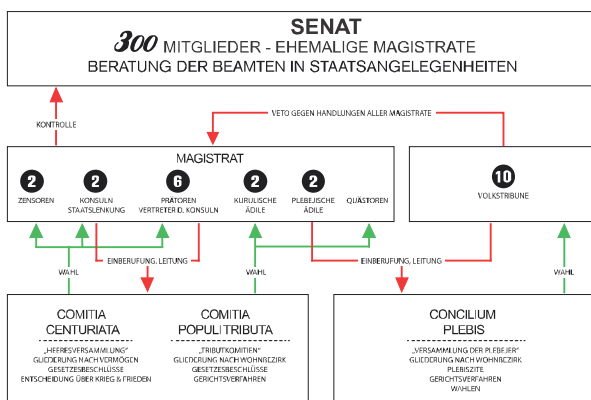 SENAT
300 MITGLIEDER - EHEMALIGE MAGISTRATE
BERATUNG DER BEAMTEN IN STAATSANGELEGENHEITEN
KONTROLLE
VETO GEGEN HANDLUNGEN ALLER MAGISTRATE
MAGISTRAT
2
ZENSOREN
2
KONSULN
STAATSLENKUNG
6
PRÄTOREN
VERTRETER D. KONSULN
2
KURULISCHE
ÄDILE
2
PLEBEJISCHE
ÄDILE
QUÄSTOREN
10
VOLKSTRIBUNE
WAHL
EINBERUFUNG, LEITUNG
WAHL
EINBERUFUNG, LEITUNG
WAHL
COMITIA
CENTURIATA
„HEERESVERSAMMLUNG"
GLIEDERUNG NACH VERMÖGEN
GESETZESBESCHLÜSSE
ENTSCHEIDUNG ÜBER KRIEG & FRIEDEN
COMITIA
POPULI TRIBUTA
„TRIBUTKOMITIEN"
GLIEDERUNG NACH WOHNBEZIRK
GESETZESBESCHLÜSSE
GERICHTSVERFAHREN
CONCILIUM
PLEBIS
„VERSAMMLUNG DER PLEBEJER"
GLIEDERUNG NACH WOHNBEZIRK
PLEBISZITE
GERICHTSVERFAHREN
WAHLEN